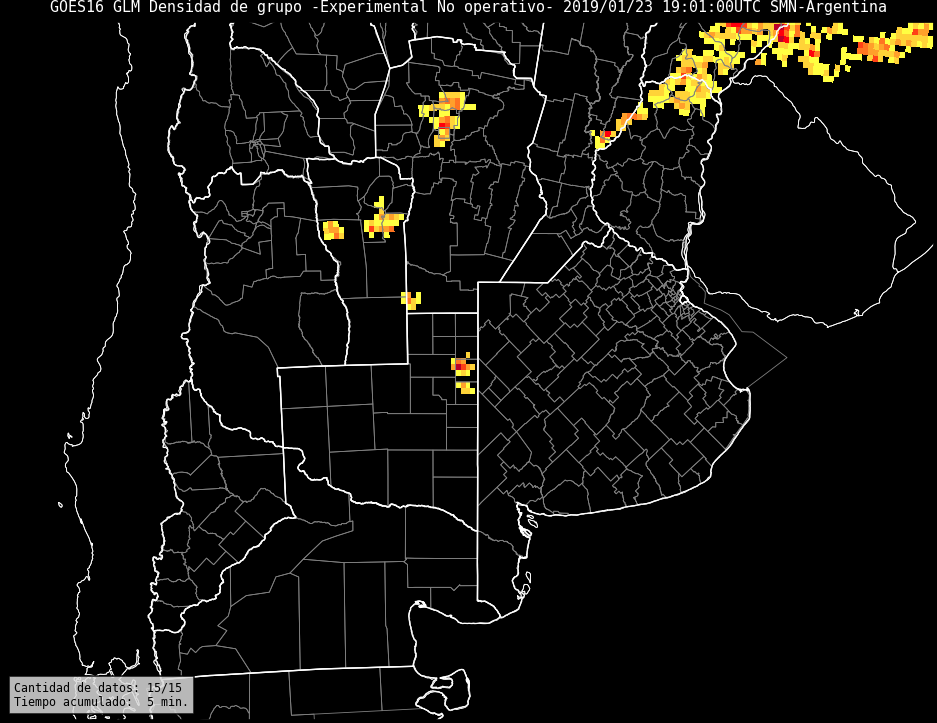 GOES16 GLM Densidad de grupo -Experimental No operativo- 2019/01/23 19:01:00UTC SMN-Argentina
Cantidad de datos: 15/15
Tiempo acumulado:  5 min.